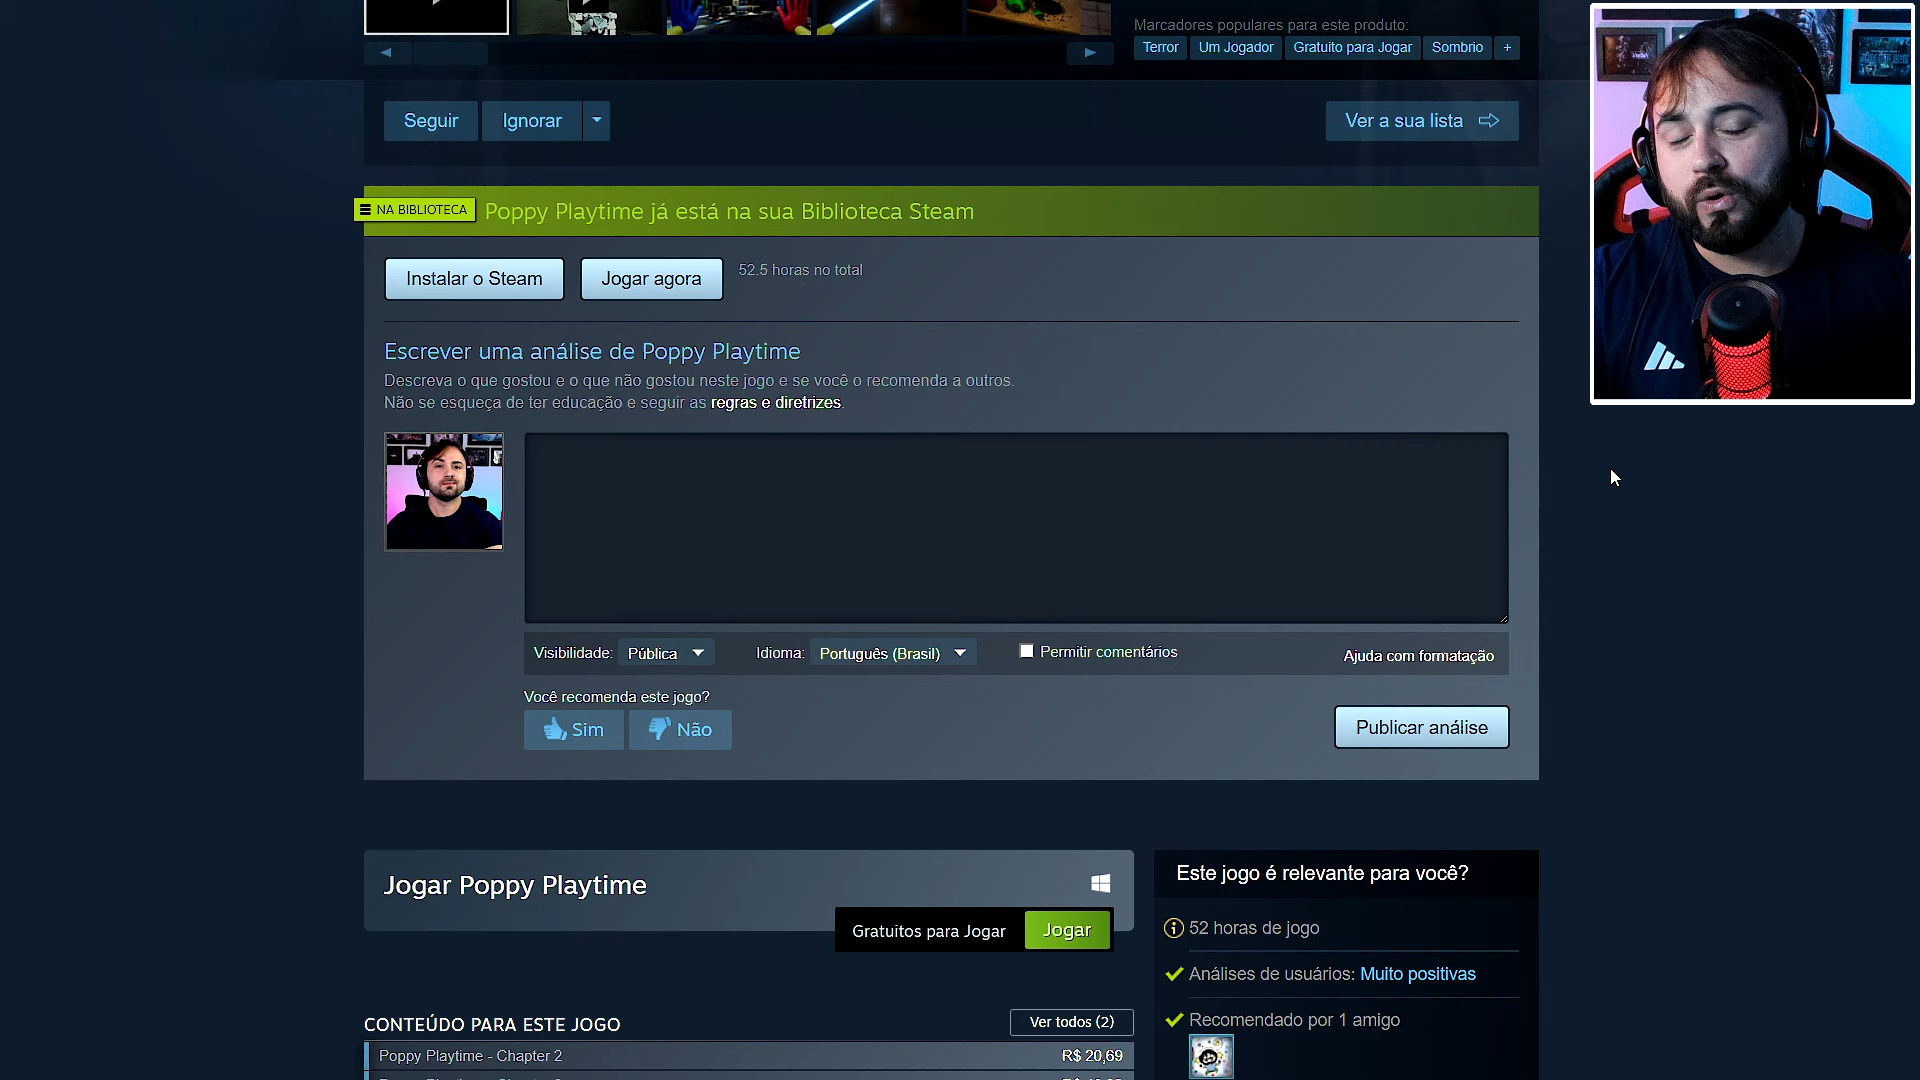 Marcadores populares para este produto:
Terror Um Jogador Gratuito para Jogar Sombrio +
Seguir Ignorar Ver a sua lista
NA BIBLIOTECA Poppy Playtime já está na sua Biblioteca Steam
Instalar o Steam Jogar agora 52.5 horas no total
Escrever uma análise de Poppy Playtime
Descreva o que gostou e o que não gostou neste jogo e se você o recomenda a outros.
Não se esqueça de ter educação e seguir as regras e diretrizes.
Visibilidade: Pública Idioma: Português (Brasil) Permitir comentários Ajuda com formatação
Você recomenda este jogo?
Sim Não Publicar análise
Jogar Poppy Playtime
Gratuitos para Jogar Jogar
Este jogo é relevante para você?
52 horas de jogo
Análises de usuários: Muito positivas
Recomendado por 1 amigo
CONTEÚDO PARA ESTE JOGO Ver todos (2)
Poppy Playtime - Chapter 2 R$ 20,69